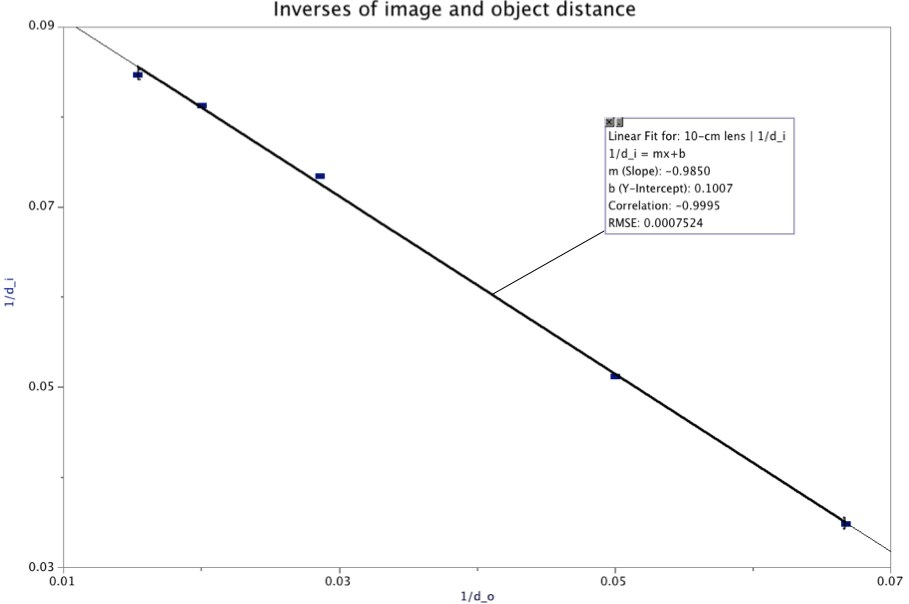 Inverses of image and object distance
0.09
0.07
0.05
0.03
1/d_i
Linear Fit for: 10-cm lens | 1/d_i
1/d_i = mx+b
m (Slope): -0.9850
b (Y-Intercept): 0.1007
Correlation: -0.9995
RMSE: 0.0007524
0.01 0.03 0.05 0.07
1/d_o